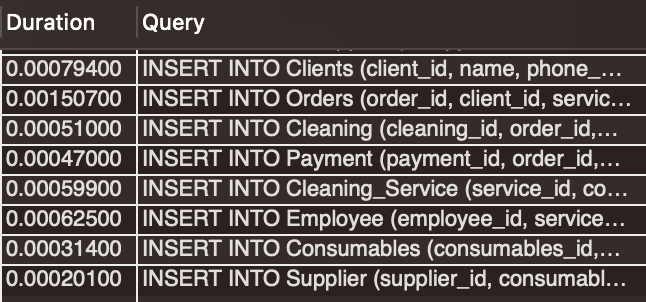 Duration Query
0.00079400 INSERT INTO Clients (client_id, name, phone_...
0.00150700 INSERT INTO Orders (order_id, client_id, servic...
0.00051000 INSERT INTO Cleaning (cleaning_id, order_id,...
0.00047000 INSERT INTO Payment (payment_id, order_id,...
0.00059900 INSERT INTO Cleaning_Service (service_id, co...
0.00062500 INSERT INTO Employee (employee_id, service...
0.00031400 INSERT INTO Consumables (consumables_id,...
0.00020100 INSERT INTO Supplier (supplier_id, consumabl...